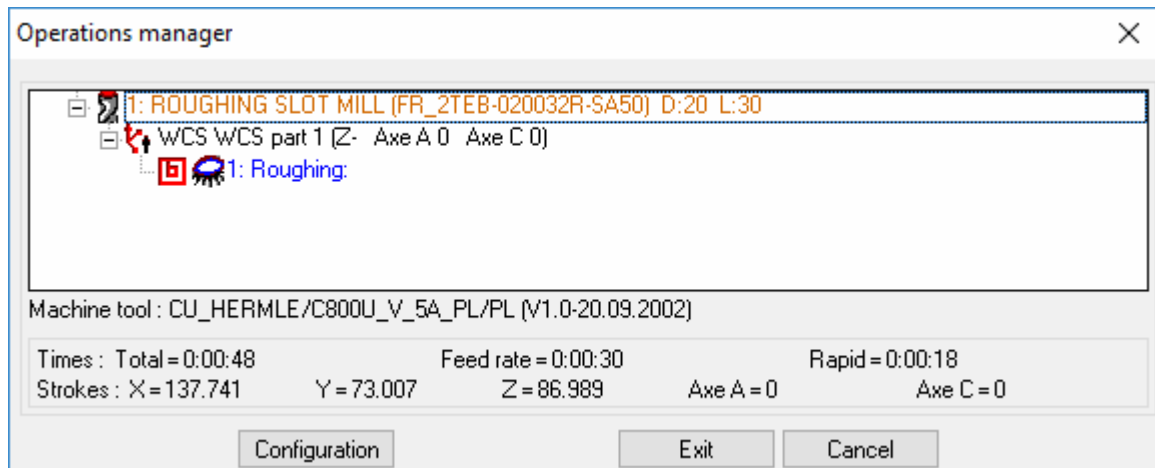 Operations manager
1: ROUGHING SLOT MILL (FR_2TEB-020032R-SA50) D:20 L:30
WCS WCS part 1 (Z- Axe A 0 Axe C 0)
1: Roughing:
Machine tool : CU_HERMLE/C800U_V_5A_PL/PL (V1.0-20.09.2002)
Times : Total = 0:00:48 Feed rate = 0:00:30 Rapid = 0:00:18
Strokes : X = 137.741 Y = 73.007 Z = 86.989 Axe A = 0 Axe C = 0
Configuration Exit Cancel